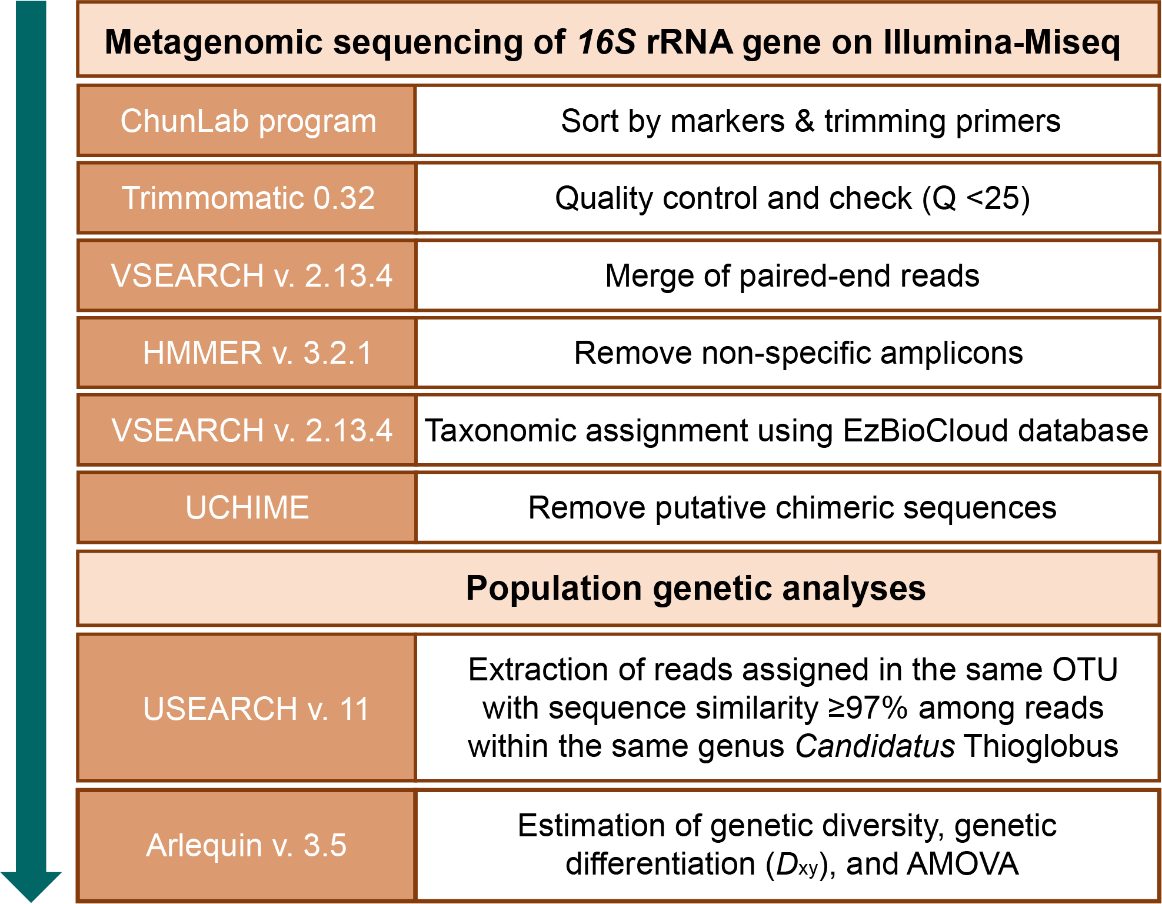 Metagenomic sequencing of 16S rRNA gene on Illumina-Miseq
ChunLab program
Sort by markers & trimming primers
Trimmomatic 0.32
Quality control and check (Q <25)
VSEARCH v. 2.13.4
Merge of paired-end reads
HMMER v. 3.2.1
Remove non-specific amplicons
VSEARCH v. 2.13.4
Taxonomic assignment using EzBioCloud database
UCHIME
Remove putative chimeric sequences
Population genetic analyses
USEARCH v. 11
Extraction of reads assigned in the same OTU
with sequence similarity ≥97% among reads
within the same genus Candidatus Thioglobus
Arlequin v. 3.5
Estimation of genetic diversity, genetic
differentiation (Dxy), and AMOVA